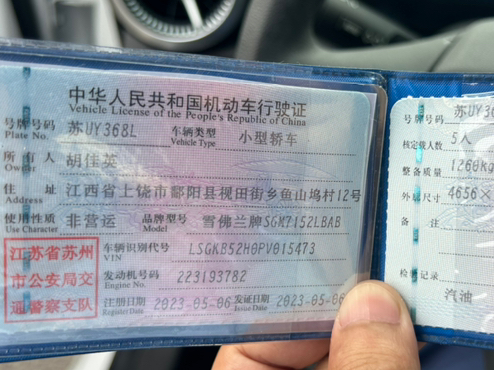 中华人民共和国机动车行驶证
Vehicle License of the People's Republic of China
号牌号码 苏UY368L 车辆类型 小型轿车
Plate No. Vehicle Type
所有人 胡佳英
Owner
住址 江西省上饶市鄱阳县枧田街乡鱼山坞村12号
Address
使用性质 非营运 品牌型号 雪佛兰牌SGM7152LBAB
Use Character Model
江苏省苏州
市公安局交
通警察支队
车辆识别代号 LSGKB52H0PV015473
VIN
发动机号码 223193782
Engine No.
注册日期 2023-05-06 发证日期 2023-05-06
Register Date Issue Date
号牌号码 苏UY36
核定载人数 5人
整备质量 1260kg
外廓尺寸 4656×
备注
检验记录
汽油